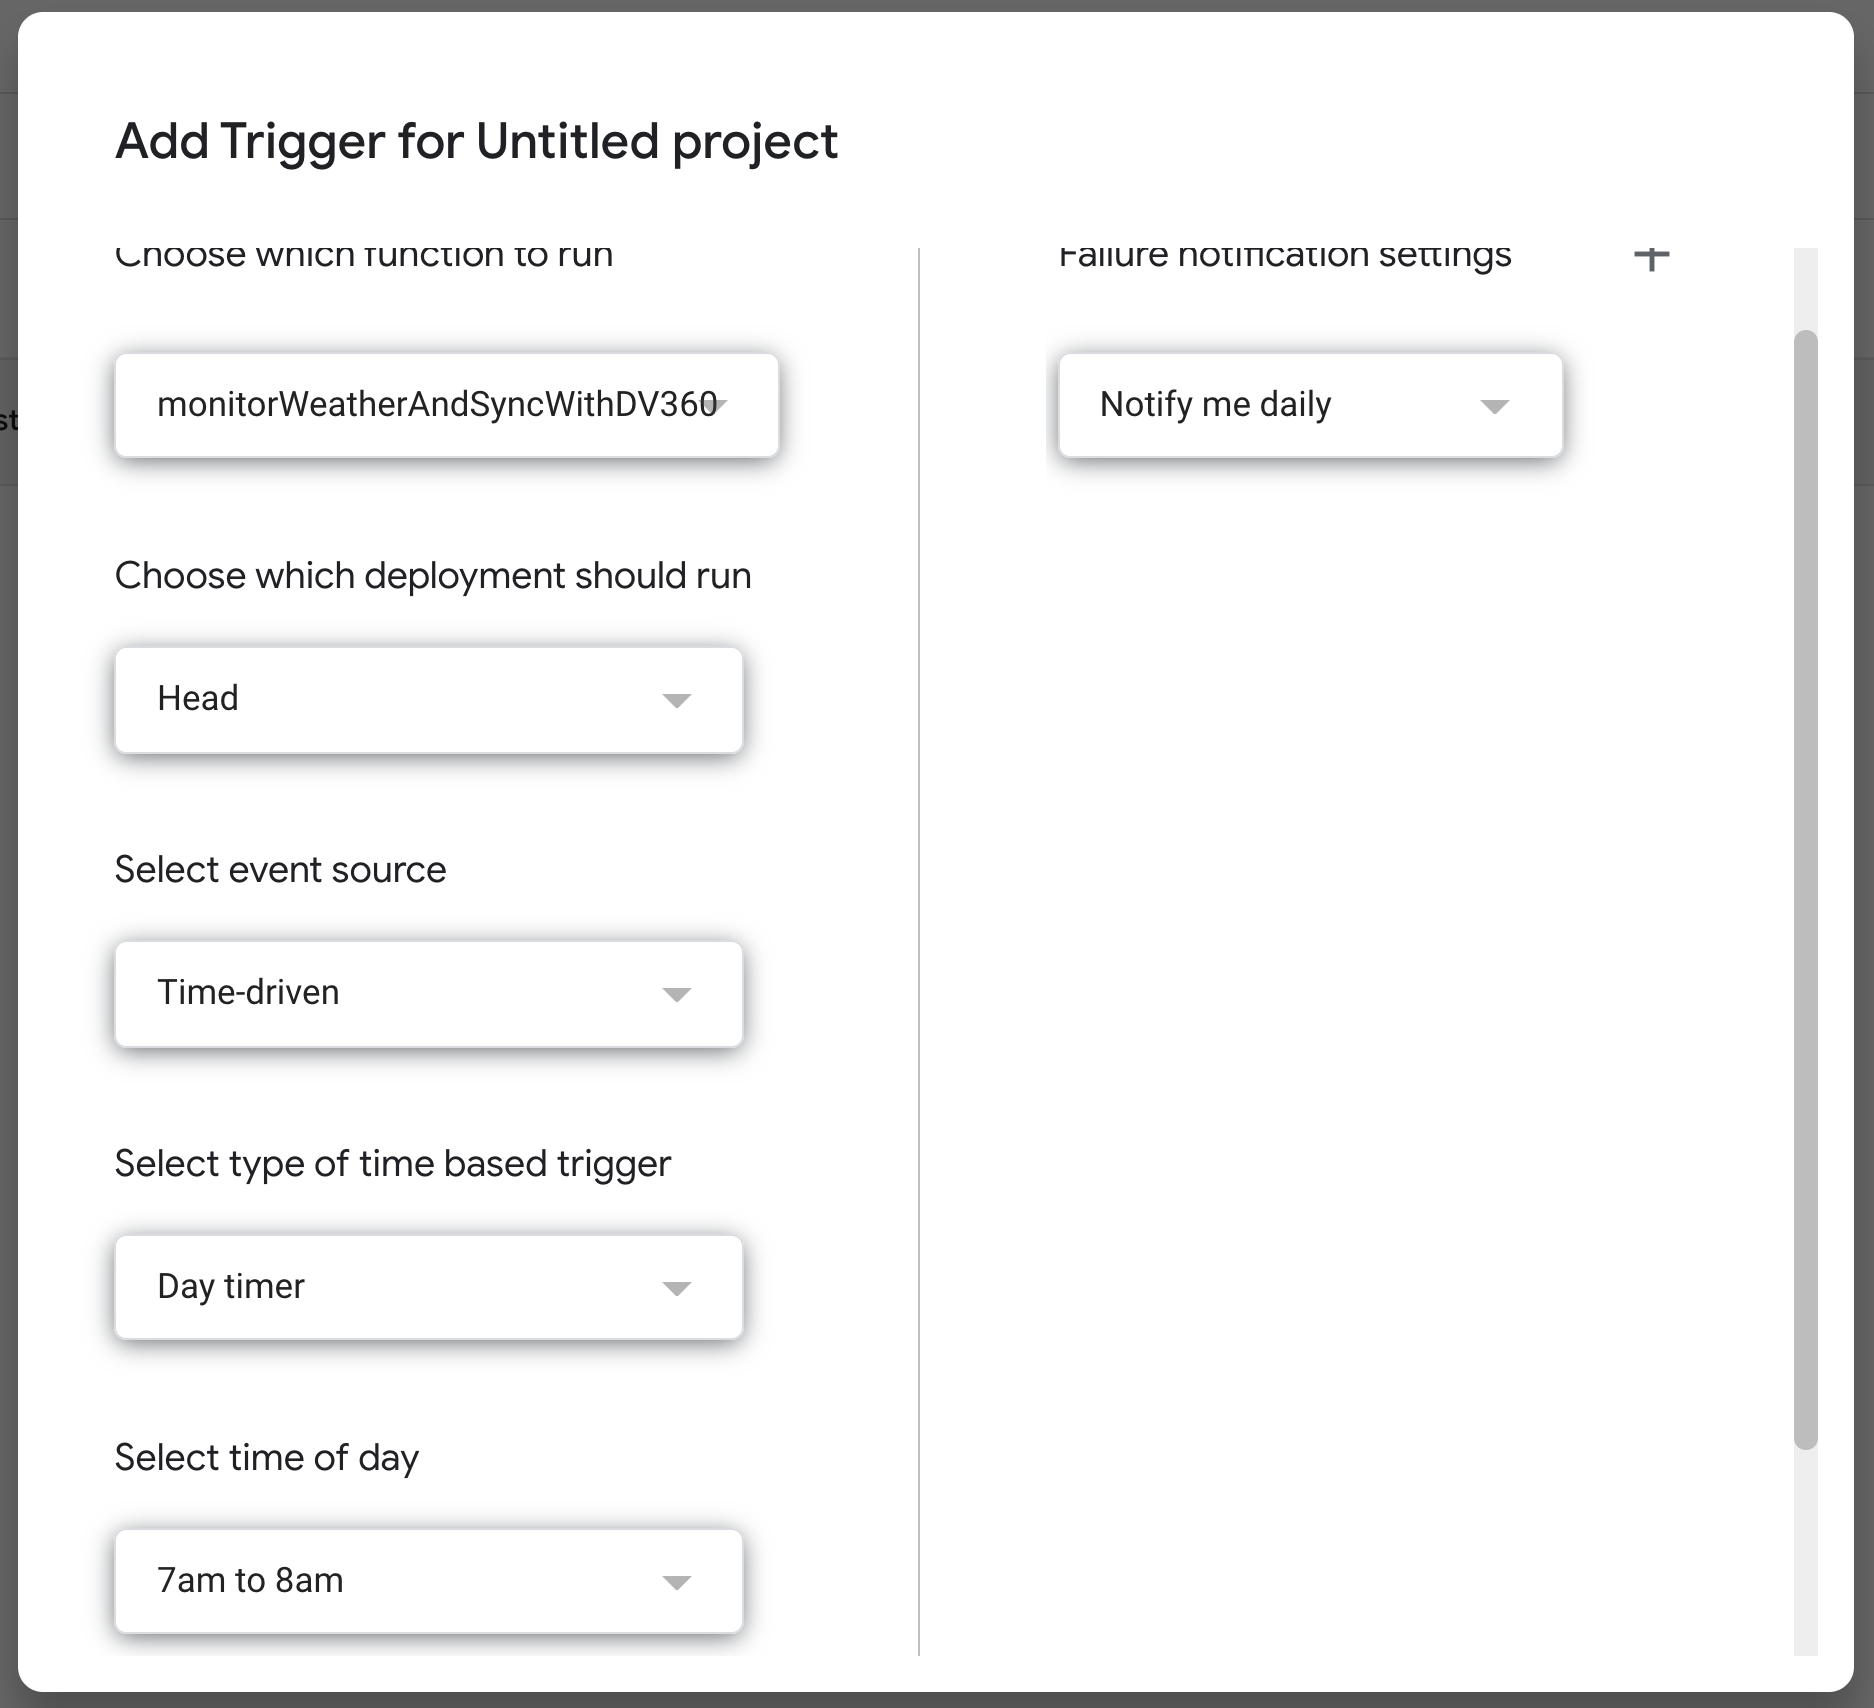 Add Trigger for Untitled project
Choose which function to run
monitorWeatherAndSyncWithDV360
Choose which deployment should run
Head
Select event source
Time-driven
Select type of time based trigger
Day timer
Select time of day
7am to 8am
Failure notification settings
Notify me daily
st